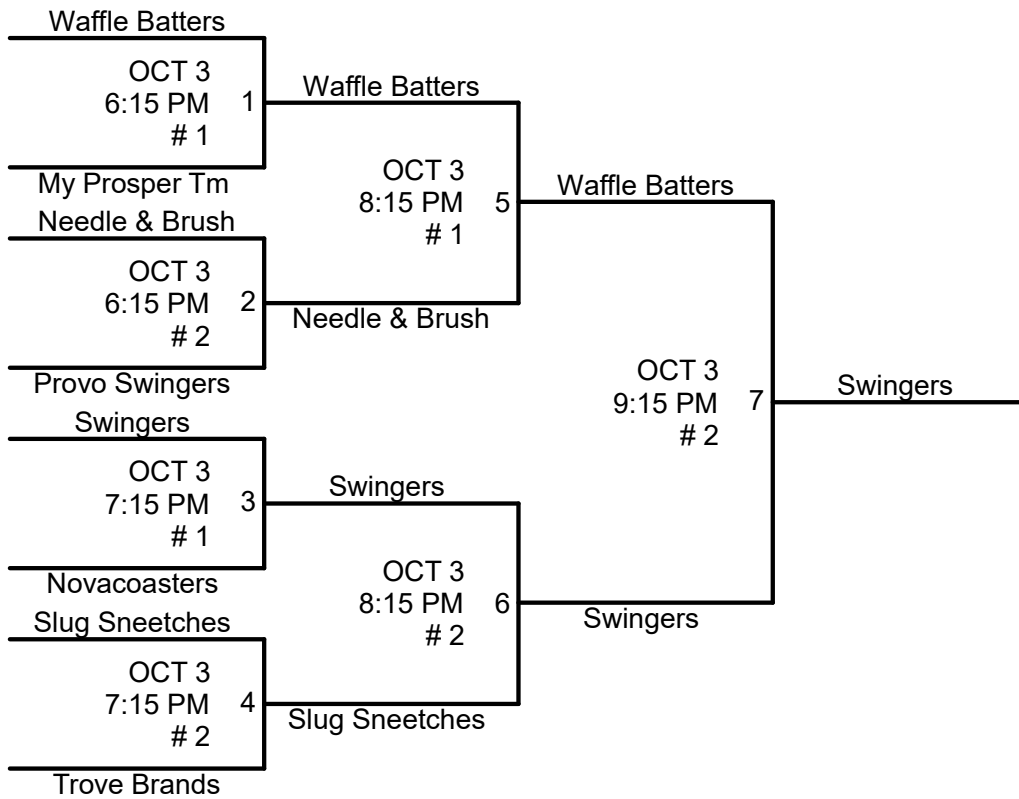 Waffle Batters
OCT 3
6:15 PM
1
# 1
My Prosper Tm
Needle & Brush
OCT 3
6:15 PM
2
# 2
Provo Swingers
Swingers
OCT 3
7:15 PM
3
# 1
Novacoasters
Slug Sneetches
OCT 3
7:15 PM
4
# 2
Trove Brands
Waffle Batters
OCT 3
8:15 PM
5
# 1
Needle & Brush
Swingers
OCT 3
8:15 PM
6
# 2
Slug Sneetches
Waffle Batters
OCT 3
9:15 PM
7
# 2
Swingers
Swingers